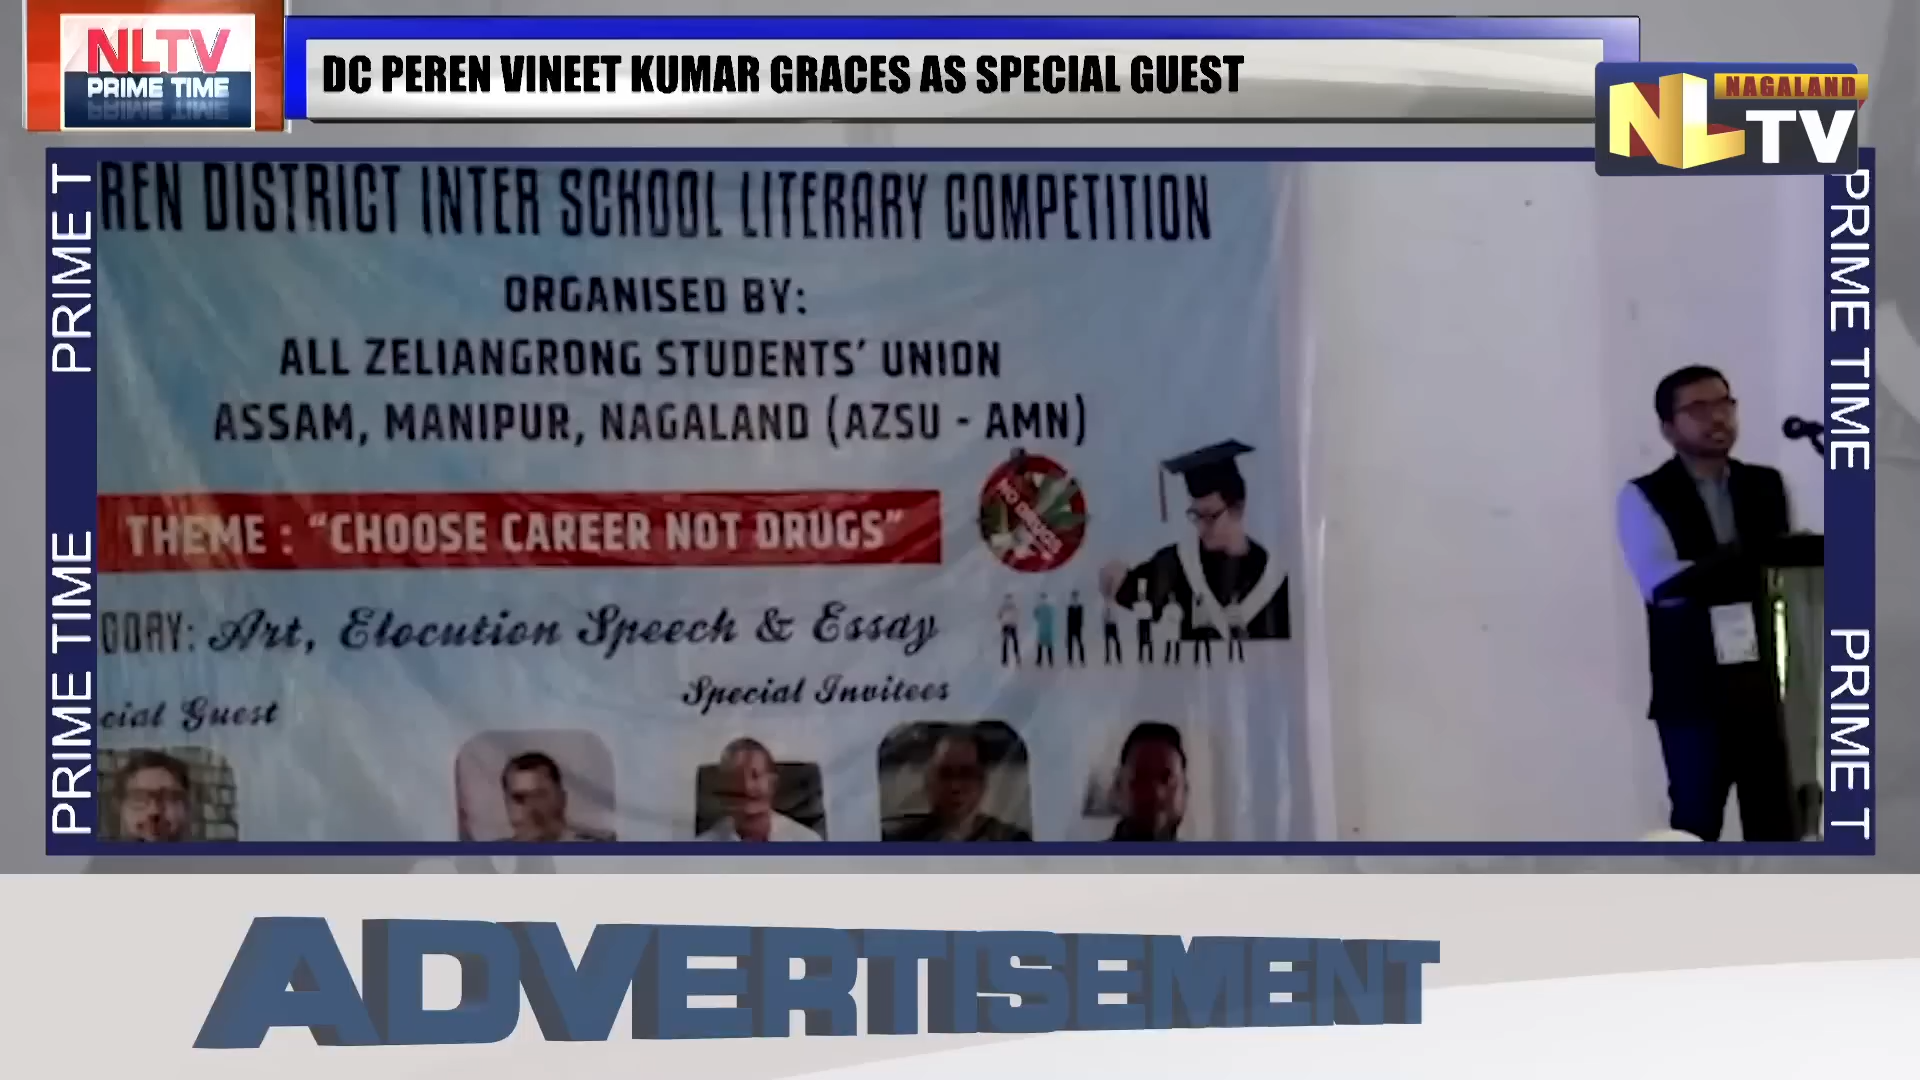 NLTV
PRIME TIME
DC PEREN VINEET KUMAR GRACES AS SPECIAL GUEST
NAGALAND
NLTV
PRIME T
PRIME TIME
REN DISTRICT INTER SCHOOL LITERARY COMPETITION
ORGANISED BY:
ALL ZELIANGRONG STUDENTS’ UNION
ASSAM, MANIPUR, NAGALAND (AZSU - AMN)
THEME : “CHOOSE CAREER NOT DRUGS”
NO DRUGS
GORY: Art, Elocution Speech & Essay
cial Guest
Special Invitees
PRIME TIME
PRIME T
ADVERTISEMENT